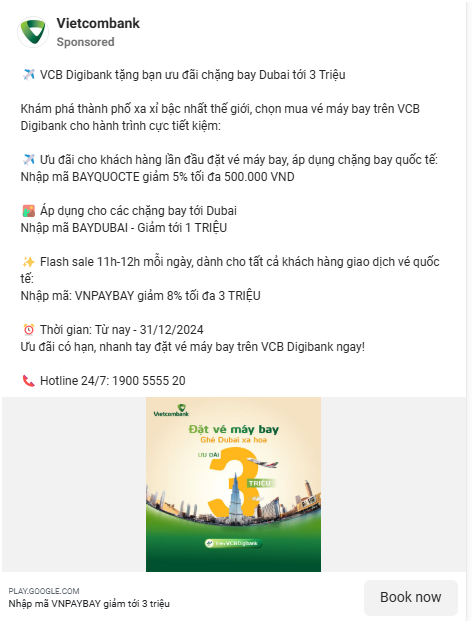 Vietcombank
Sponsored
✈️ VCB Digibank tặng bạn ưu đãi chặng bay Dubai tới 3 Triệu
Khám phá thành phố xa xỉ bậc nhất thế giới, chọn mua vé máy bay trên VCB
Digibank cho hành trình cực tiết kiệm:
✈️ Ưu đãi cho khách hàng lần đầu đặt vé máy bay, áp dụng chặng bay quốc tế:
Nhập mã BAYQUOCTE giảm 5% tối đa 500.000 VND
🌄 Áp dụng cho các chặng bay tới Dubai
Nhập mã BAYDUBAI - Giảm tới 1 TRIỆU
✨ Flash sale 11h-12h mỗi ngày, dành cho tất cả khách hàng giao dịch vé quốc
tế:
Nhập mã: VNPAYBAY giảm 8% tối đa 3 TRIỆU
⏰ Thời gian: Từ nay - 31/12/2024
Ưu đãi có hạn, nhanh tay đặt vé máy bay trên VCB Digibank ngay!
📞 Hotline 24/7: 1900 5555 20
Vietcombank
Đặt vé máy bay
Ghé Dubai xa hoa
ƯU ĐÃI
3
TRIỆU
Trên VCB Digibank
PLAY.GOOGLE.COM
Nhập mã VNPAYBAY giảm tới 3 triệu
Book now